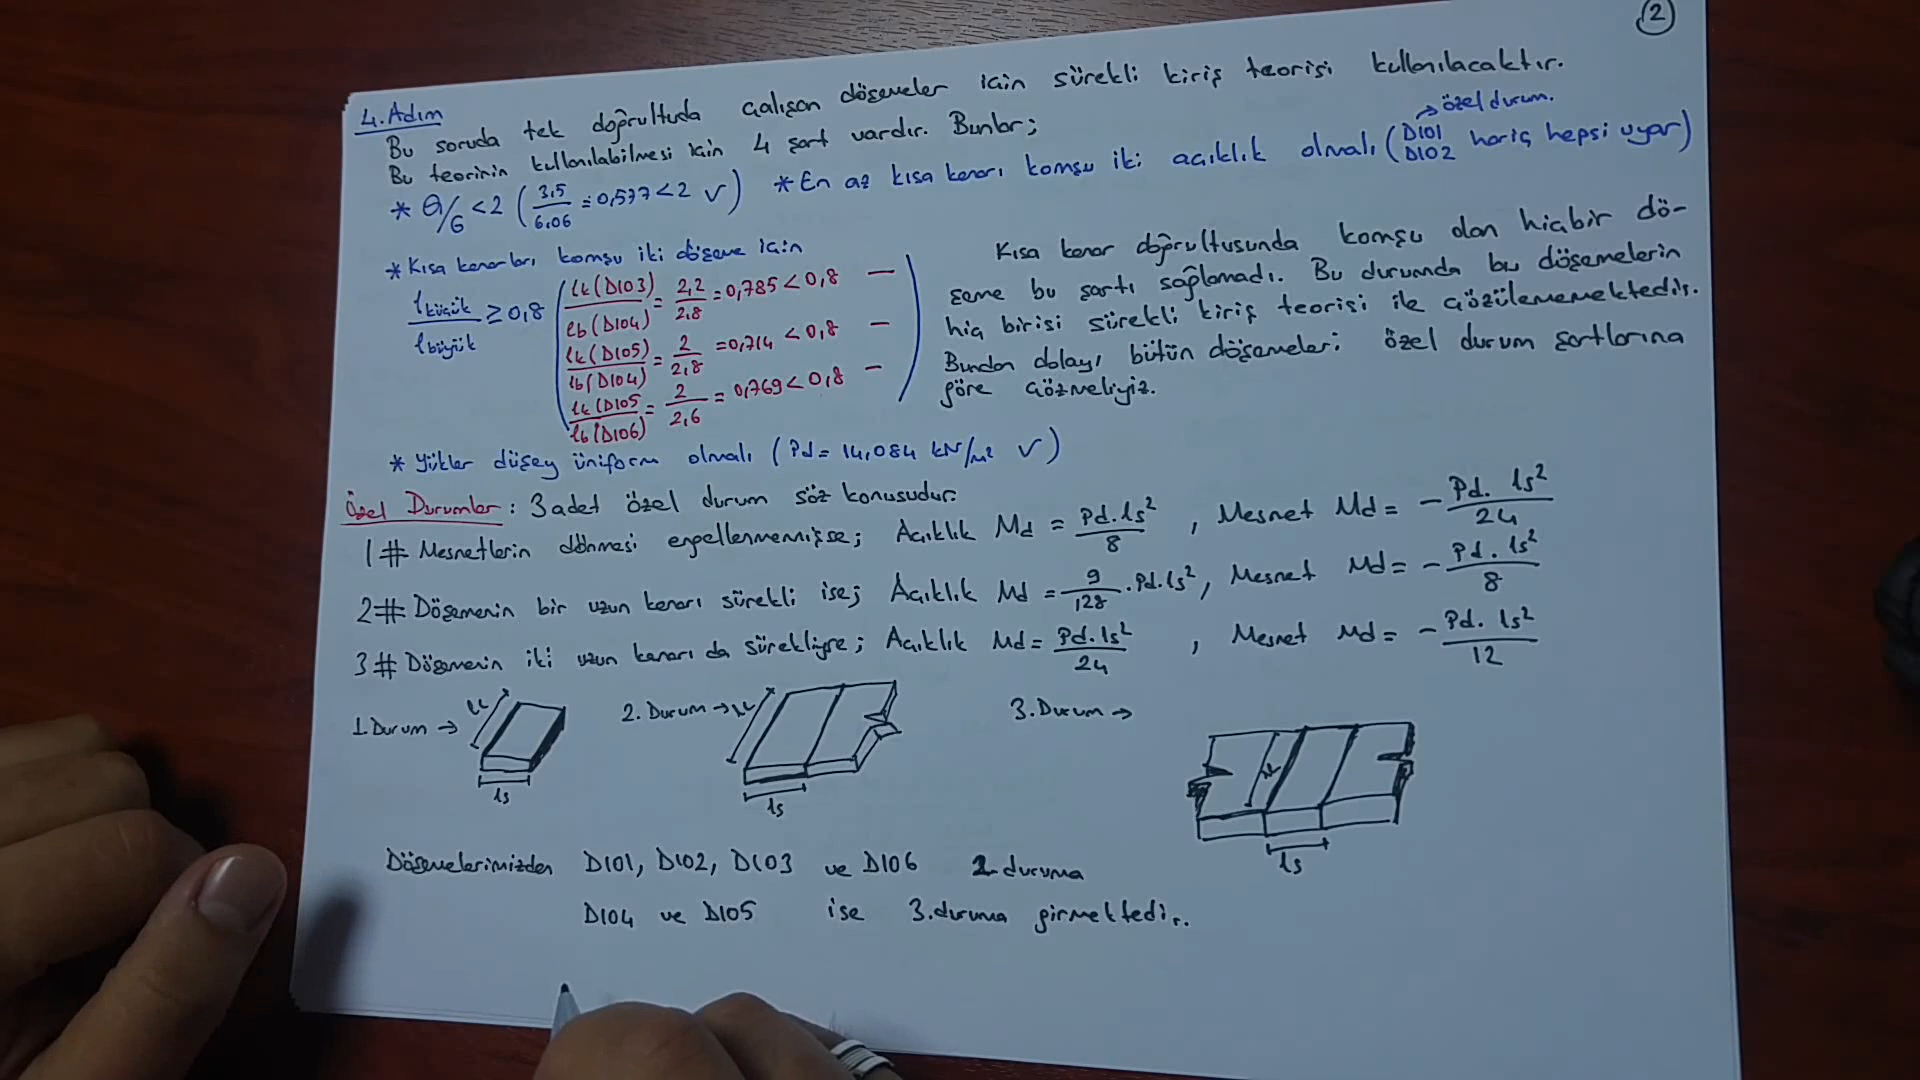 2
4. Adım
Bu soruda tek doğrultuda çalışan döşemeler için sürekli kiriş teorisi kullanılacaktır.
Bu teorinin kullanılabilmesi için 4 şart vardır. Bunlar;
* Q/G < 2 ( 3,5 / 6,06 = 0,577 < 2 √ )
* En az kısa kenarı komşu iki açıklık olmalı ( D101 D102 hariç hepsi uyar )
→ özel durum.
* Kısa kenarları komşu iki döşeme için
lküçük / lbüyük ≥ 0,8
lk(D103) / lb(D104) = 2,2 / 2,8 = 0,785 < 0,8 —
lk(D105) / lb(D104) = 2 / 2,8 = 0,714 < 0,8 —
lk(D105 / lb(D106) = 2 / 2,6 = 0,769 < 0,8 —
Kısa kenar doğrultusunda komşu olan hiçbir dö-
şeme bu şartı sağlamadı. Bu durumda bu döşemelerin
hiç birisi sürekli kiriş teorisi ile çözülememektedir.
Bundan dolayı bütün döşemeleri özel durum şartlarına
göre çözmeliyiz.
* Yükler düşey üniform olmalı ( Pd = 14,084 kN/m² √ )
Özel Durumlar : 3 adet özel durum söz konusudur.
1# Mesnetlerin dönmesi engellenmemişse; Açıklık Md = Pd.ls² / 8 , Mesnet Md = - Pd. ls² / 24
2# Döşemenin bir uzun kenarı sürekli ise; Açıklık Md = 9/128 . Pd.ls², Mesnet Md = - Pd. ls² / 8
3# Döşemenin iki uzun kenarı da sürekliyse; Açıklık Md = Pd.ls² / 24 , Mesnet Md = - Pd. ls² / 12
1. Durum → ll ls
2. Durum → ll ls
3. Durum → ll ls
Döşemelerimizden D101, D102, D103 ve D106 2. duruma
D104 ve D105 ise 3. duruma girmektedir.